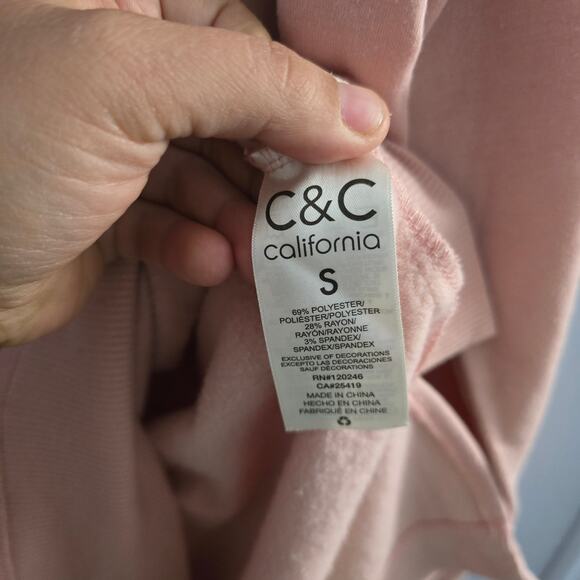 C&C
california
S
69% POLYESTER/
POLIÉSTER/POLYESTER
28% RAYON/
RAYÓN/RAYONNE
3% SPANDEX/
SPANDEX/SPANDEX
EXCLUSIVE OF DECORATIONS
EXCEPTO LAS DECORACIONES
SAUF DÉCORATIONS
RN#120246
CA#25419
MADE IN CHINA
HECHO EN CHINA
FABRIQUÉ EN CHINE